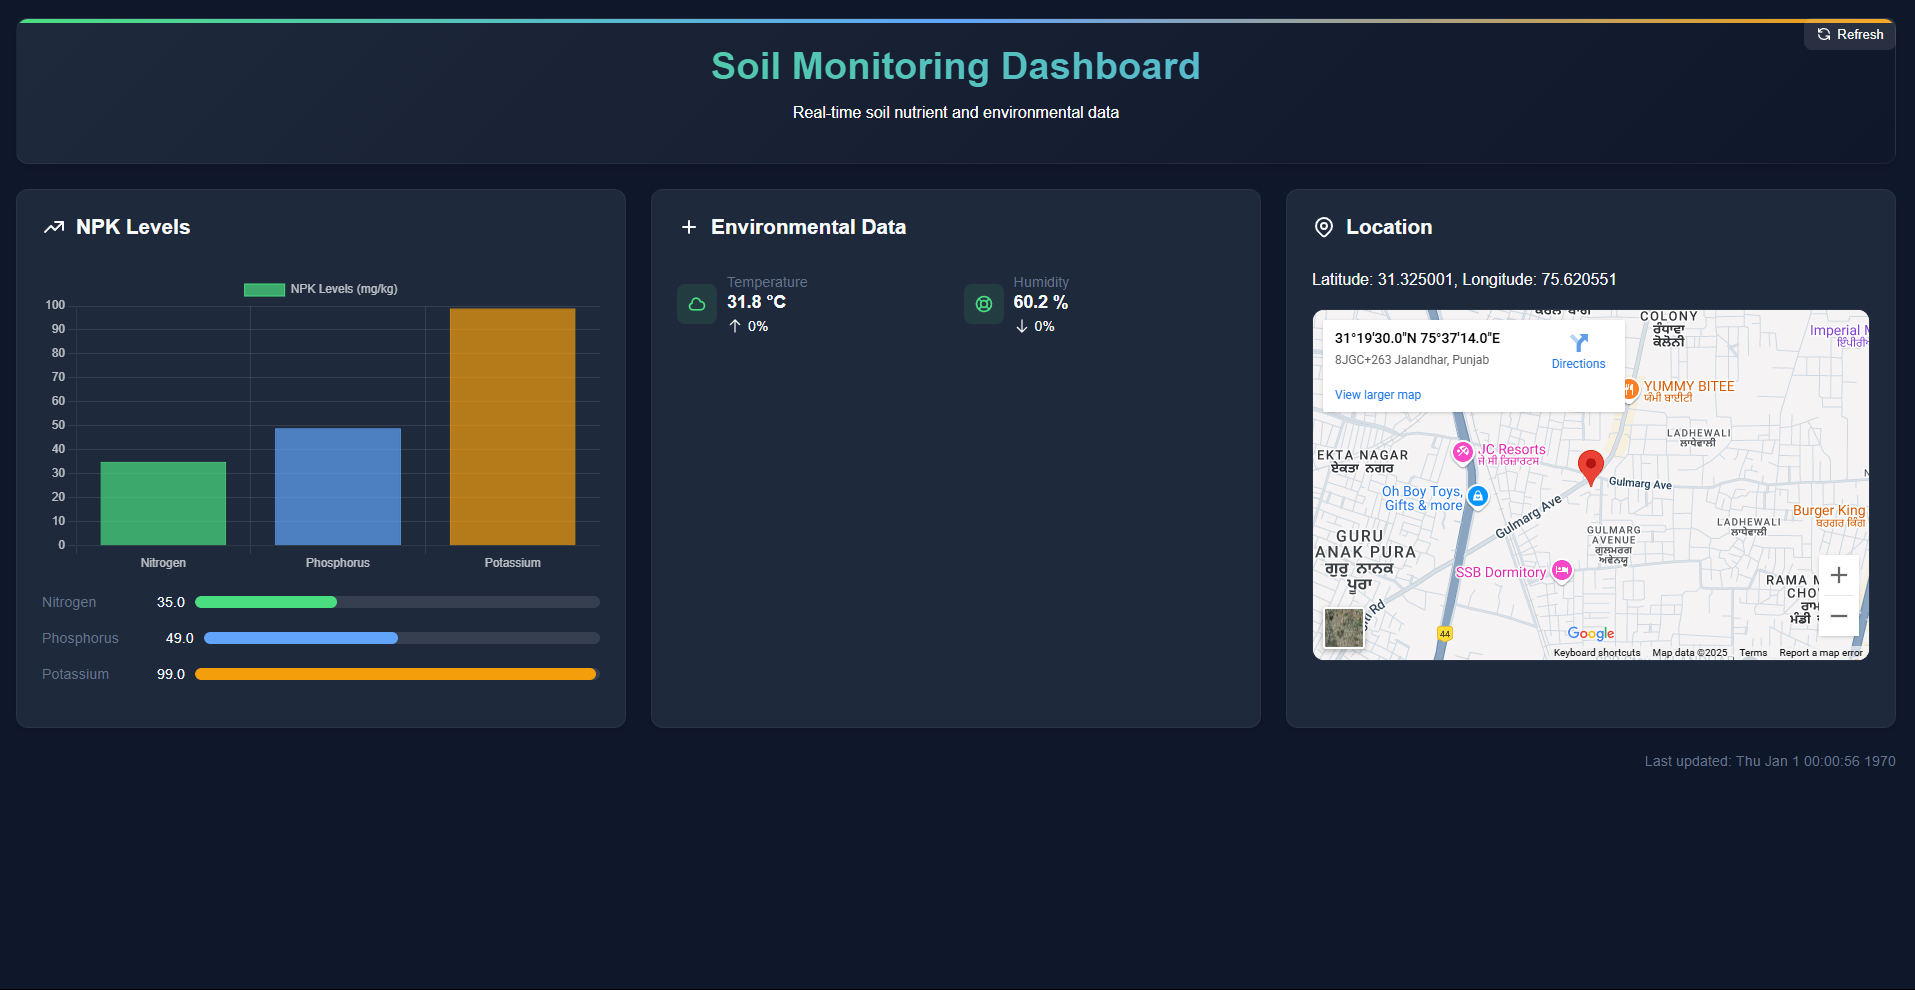 Refresh
Soil Monitoring Dashboard
Real-time soil nutrient and environmental data
NPK Levels
NPK Levels (mg/kg)
100
90
80
70
60
50
40
30
20
10
0
Nitrogen
Phosphorus
Potassium
Nitrogen 35.0
Phosphorus 49.0
Potassium 99.0
Environmental Data
Temperature
31.8 °C
↑ 0%
Humidity
60.2 %
↓ 0%
Location
Latitude: 31.325001, Longitude: 75.620551
31°19'30.0"N 75°37'14.0"E
8JGC+263 Jalandhar, Punjab
Directions
View larger map
COLONY
ਰੰਧਾਵਾ
ਕੋਲੋਨੀ
Imperial
YUMMY BITEE
ਯੰਮੀ ਬਾਈਟੀ
LADHEWALI
ਲਾਧੇਵਾਲੀ
EKTA NAGAR
ਏਕਤਾ ਨਗਰ
JC Resorts
ਜੇ ਸੀ ਰਿਜ਼ਾਰਟਸ
Oh Boy Toys,
Gifts & more
Gulmarg Ave
Gulmarg Ave
Burger King
ਬਰਗਰ ਕਿੰਗ
LADHEWALI
ਲਾਧੇਵਾਲੀ
GURU
ANAK PURA
ਗੁਰੂ ਨਾਨਕ
ਪੂਰਾ
GULMARG
AVENUE
ਗੁਲਮਰਗ
ਅਵੇਨਯੂ
SSB Dormitory
RAMA
CHO
ਮੰਡੀ
Rd
44
Google
Keyboard shortcuts Map data ©2025 Terms Report a map error
Last updated: Thu Jan 1 00:00:56 1970